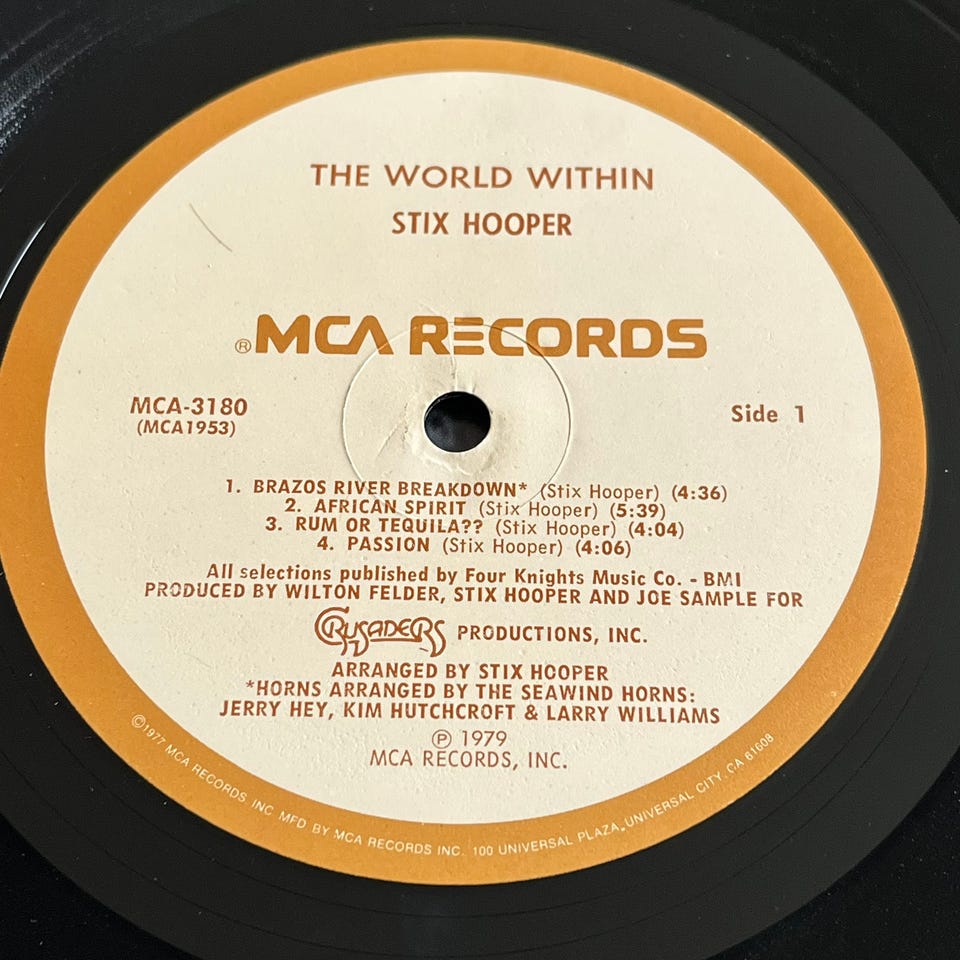 THE WORLD WITHIN
STIX HOOPER
®MCA RECORDS
MCA-3180
(MCA1953)
Side 1
1. BRAZOS RIVER BREAKDOWN* (Stix Hooper) (4:36)
2. AFRICAN SPIRIT (Stix Hooper) (5:39)
3. RUM OR TEQUILA?? (Stix Hooper) (4:04)
4. PASSION (Stix Hooper) (4:06)
All selections published by Four Knights Music Co. - BMI
PRODUCED BY WILTON FELDER, STIX HOOPER AND JOE SAMPLE FOR
CRUSADERS PRODUCTIONS, INC.
ARRANGED BY STIX HOOPER
*HORNS ARRANGED BY THE SEAWIND HORNS:
JERRY HEY, KIM HUTCHCROFT & LARRY WILLIAMS
℗ 1979
MCA RECORDS, INC.
©1977 MCA RECORDS INC MFD BY MCA RECORDS INC. 100 UNIVERSAL PLAZA, UNIVERSAL CITY, CA 61608